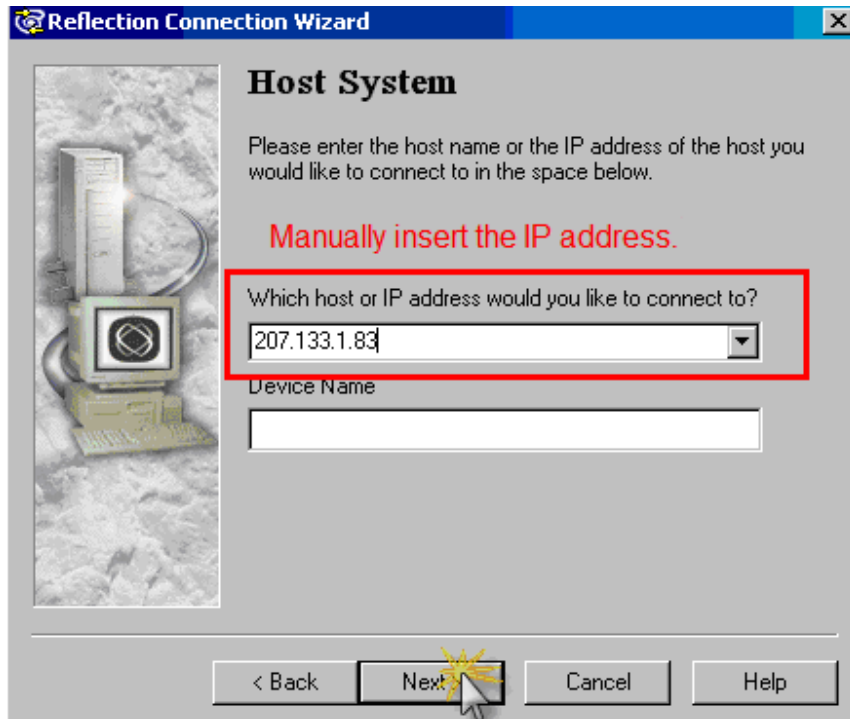 Reflection Connection Wizard
Host System
Please enter the host name or the IP address of the host you
would like to connect to in the space below.
Manually insert the IP address.
Which host or IP address would you like to connect to?
207.133.1.83
Device Name
< Back Next Cancel Help